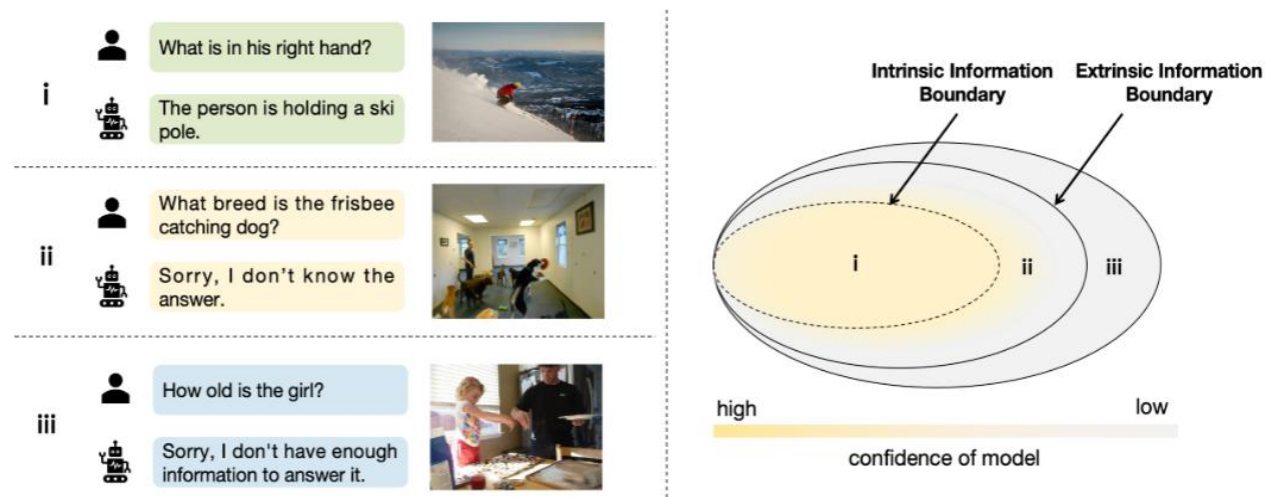 i
What is in his right hand?
The person is holding a ski
pole.
ii
What breed is the frisbee
catching dog?
Sorry, I don't know the
answer.
iii
How old is the girl?
Sorry, I don't have enough
information to answer it.
Intrinsic Information
Boundary
Extrinsic Information
Boundary
i
ii
iii
high
low
confidence of model